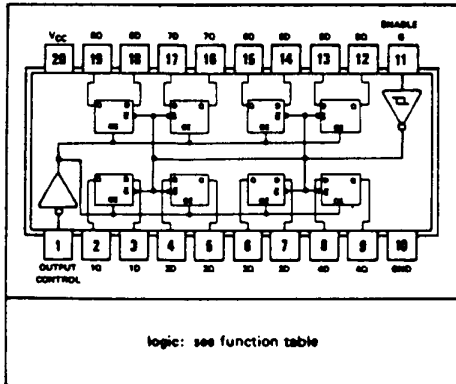 ENABLE
VCC 8Q 8D 7D 7Q 6Q 6D 5D 5Q G
20 19 18 17 16 15 14 13 12 11
1 2 3 4 5 6 7 8 9 10
OUTPUT CONTROL 1Q 1D 2D 2Q 3Q 3D 4D 4Q GND
logic: see function table